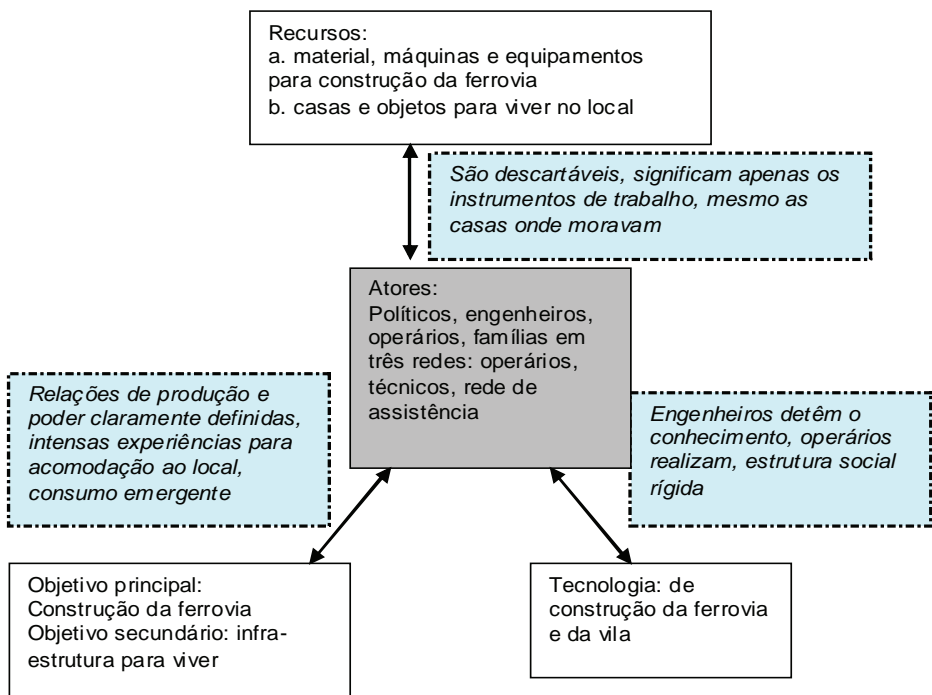 Recursos:
a. material, máquinas e equipamentos
para construção da ferrovia
b. casas e objetos para viver no local
São descartáveis, significam apenas os
instrumentos de trabalho, mesmo as
casas onde moravam
Atores:
Políticos, engenheiros,
operários, famílias em
três redes: operários,
técnicos, rede de
assistência
Relações de produção e
poder claramente definidas,
intensas experiências para
acomodação ao local,
consumo emergente
Engenheiros detêm o
conhecimento, operários
realizam, estrutura social
rígida
Objetivo principal:
Construção da ferrovia
Objetivo secundário: infra-
estrutura para viver
Tecnologia: de
construção da ferrovia
e da vila